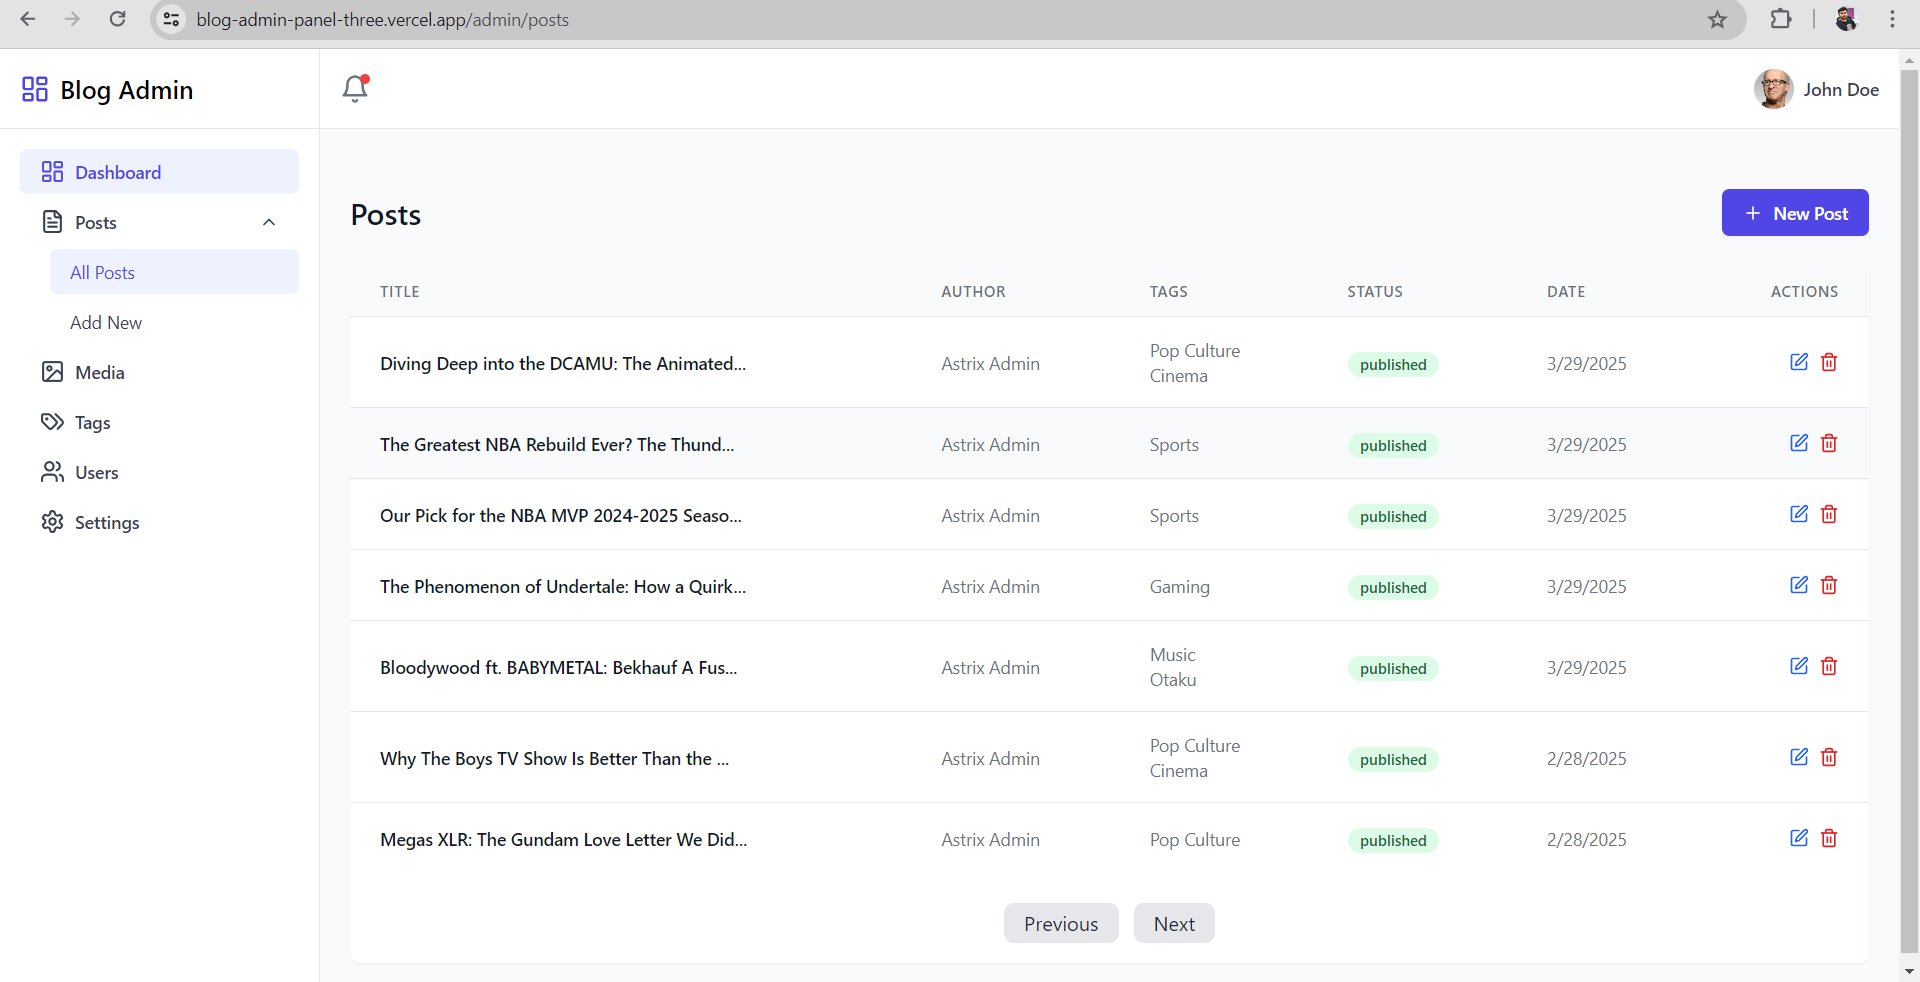 blog-admin-panel-three.vercel.app/admin/posts
Blog Admin
John Doe
Dashboard
Posts
All Posts
Add New
Media
Tags
Users
Settings
Posts
New Post
TITLE AUTHOR TAGS STATUS DATE ACTIONS
Diving Deep into the DCAMU: The Animated... Astrix Admin Pop Culture published 3/29/2025
Cinema
The Greatest NBA Rebuild Ever? The Thund... Astrix Admin Sports published 3/29/2025
Our Pick for the NBA MVP 2024-2025 Seaso... Astrix Admin Sports published 3/29/2025
The Phenomenon of Undertale: How a Quirk... Astrix Admin Gaming published 3/29/2025
Bloodywood ft. BABYMETAL: Bekhauf A Fus... Astrix Admin Music published 3/29/2025
Otaku
Why The Boys TV Show Is Better Than the ... Astrix Admin Pop Culture published 2/28/2025
Cinema
Megas XLR: The Gundam Love Letter We Did... Astrix Admin Pop Culture published 2/28/2025
Previous Next